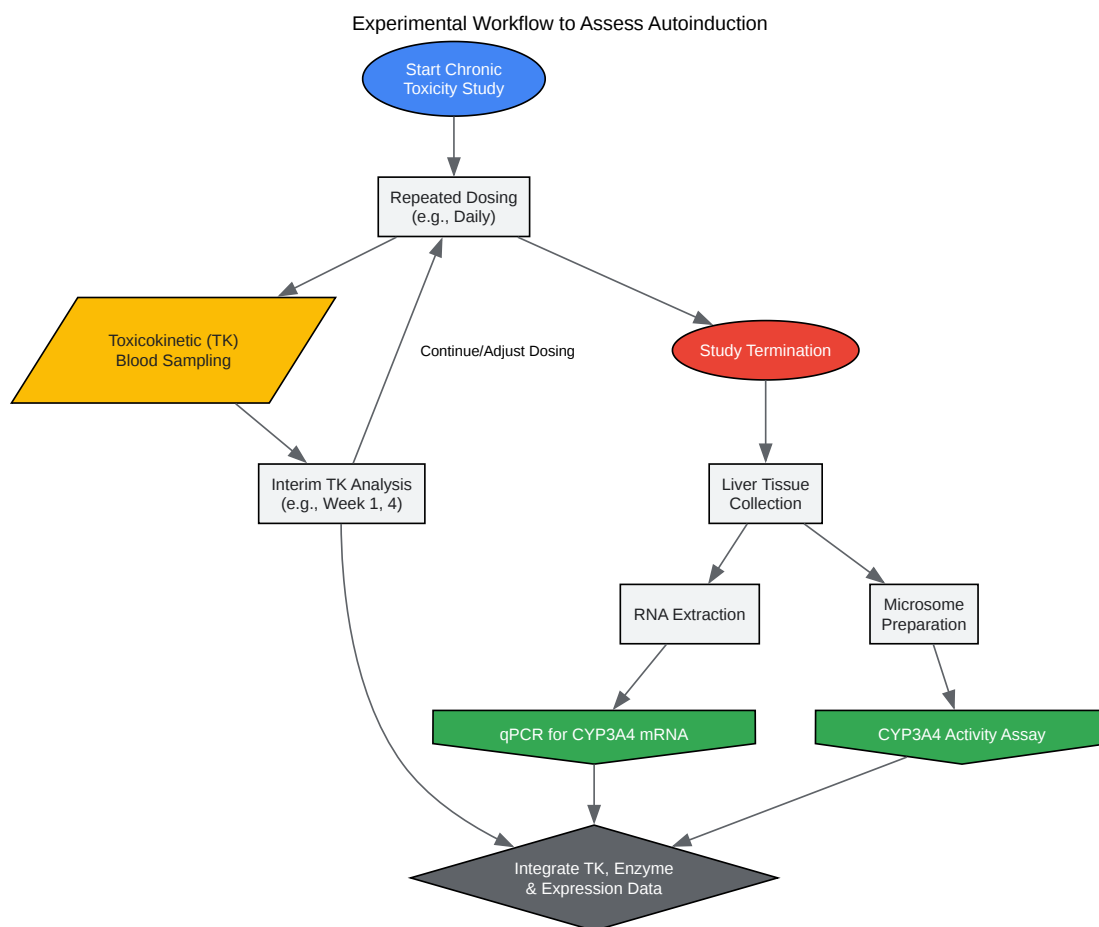 Experimental Workflow to Assess Autoinduction
Start Chronic
Toxicity Study
Repeated Dosing
(e.g., Daily)
Toxicokinetic (TK)
Blood Sampling
Continue/Adjust Dosing
Study Termination
Interim TK Analysis
(e.g., Week 1, 4)
Liver Tissue
Collection
RNA Extraction
Microsome
Preparation
qPCR for CYP3A4 mRNA
CYP3A4 Activity Assay
Integrate TK, Enzyme
& Expression Data